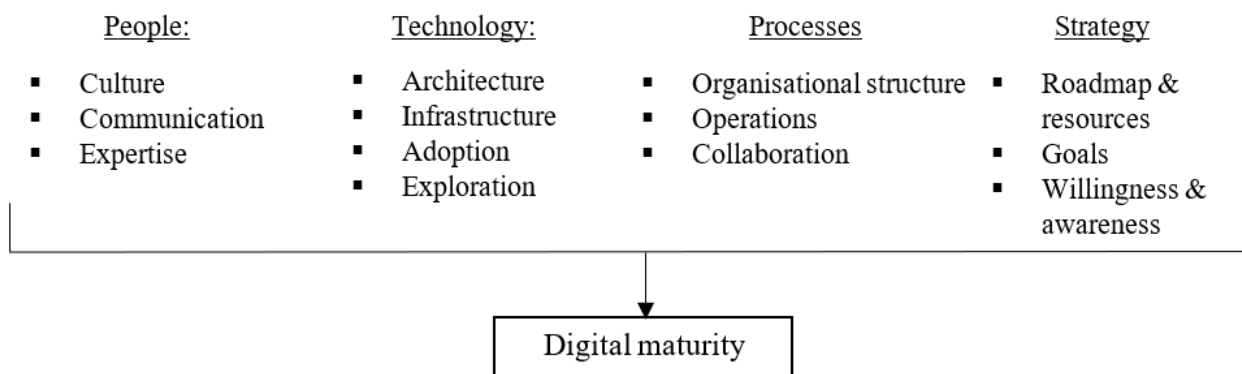 People:
Culture
Communication
Expertise
Technology:
Architecture
Infrastructure
Adoption
Exploration
Processes
Organisational structure
Operations
Collaboration
Strategy
Roadmap &
resources
Goals
Willingness &
awareness
Digital maturity